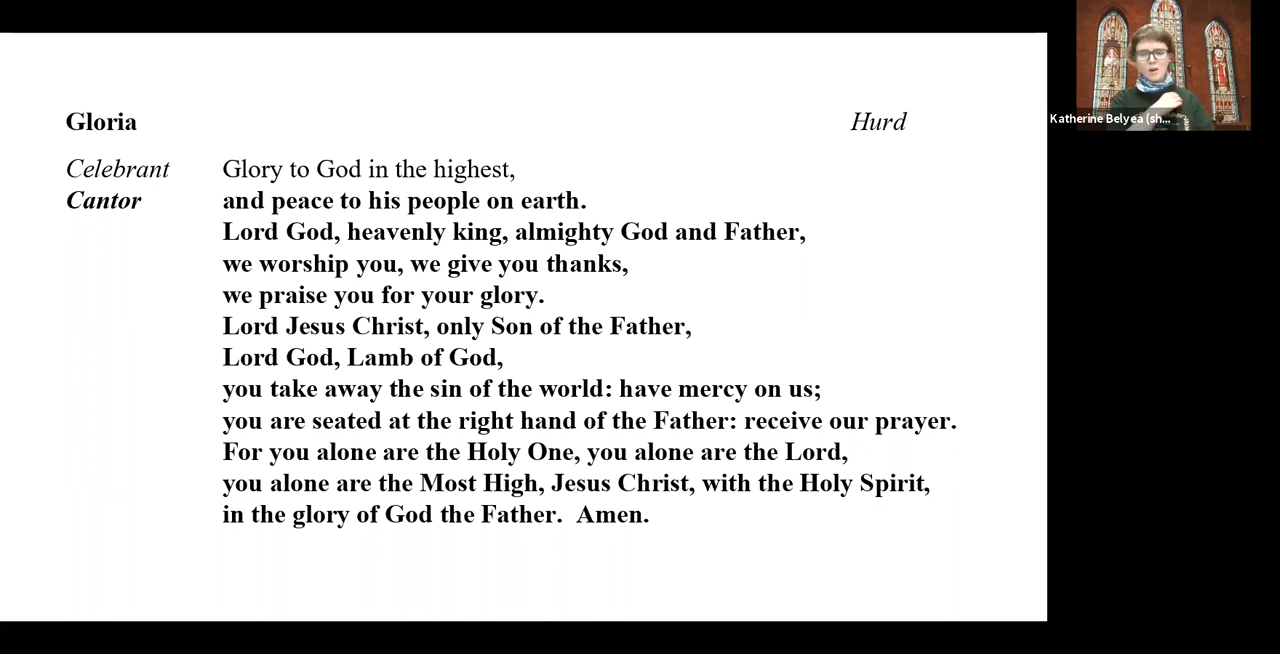 Gloria Hurd
Celebrant Glory to God in the highest,
Cantor and peace to his people on earth.
Lord God, heavenly king, almighty God and Father,
we worship you, we give you thanks,
we praise you for your glory.
Lord Jesus Christ, only Son of the Father,
Lord God, Lamb of God,
you take away the sin of the world: have mercy on us;
you are seated at the right hand of the Father: receive our prayer.
For you alone are the Holy One, you alone are the Lord,
you alone are the Most High, Jesus Christ, with the Holy Spirit,
in the glory of God the Father.  Amen.
Katherine Belyea (sh...